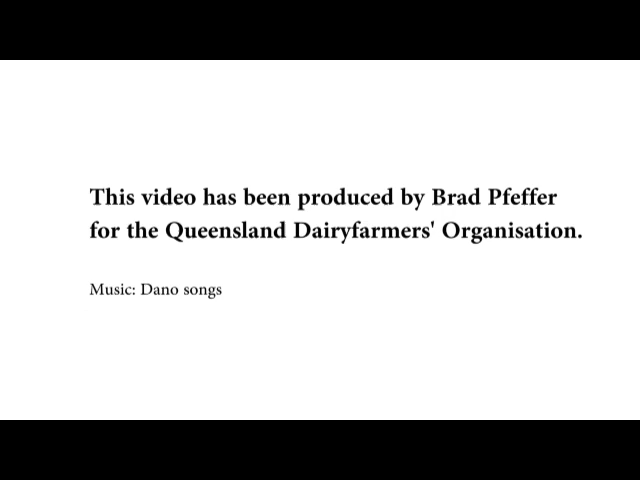 This video has been produced by Brad Pfeffer
for the Queensland Dairyfarmers' Organisation.
Music: Dano songs